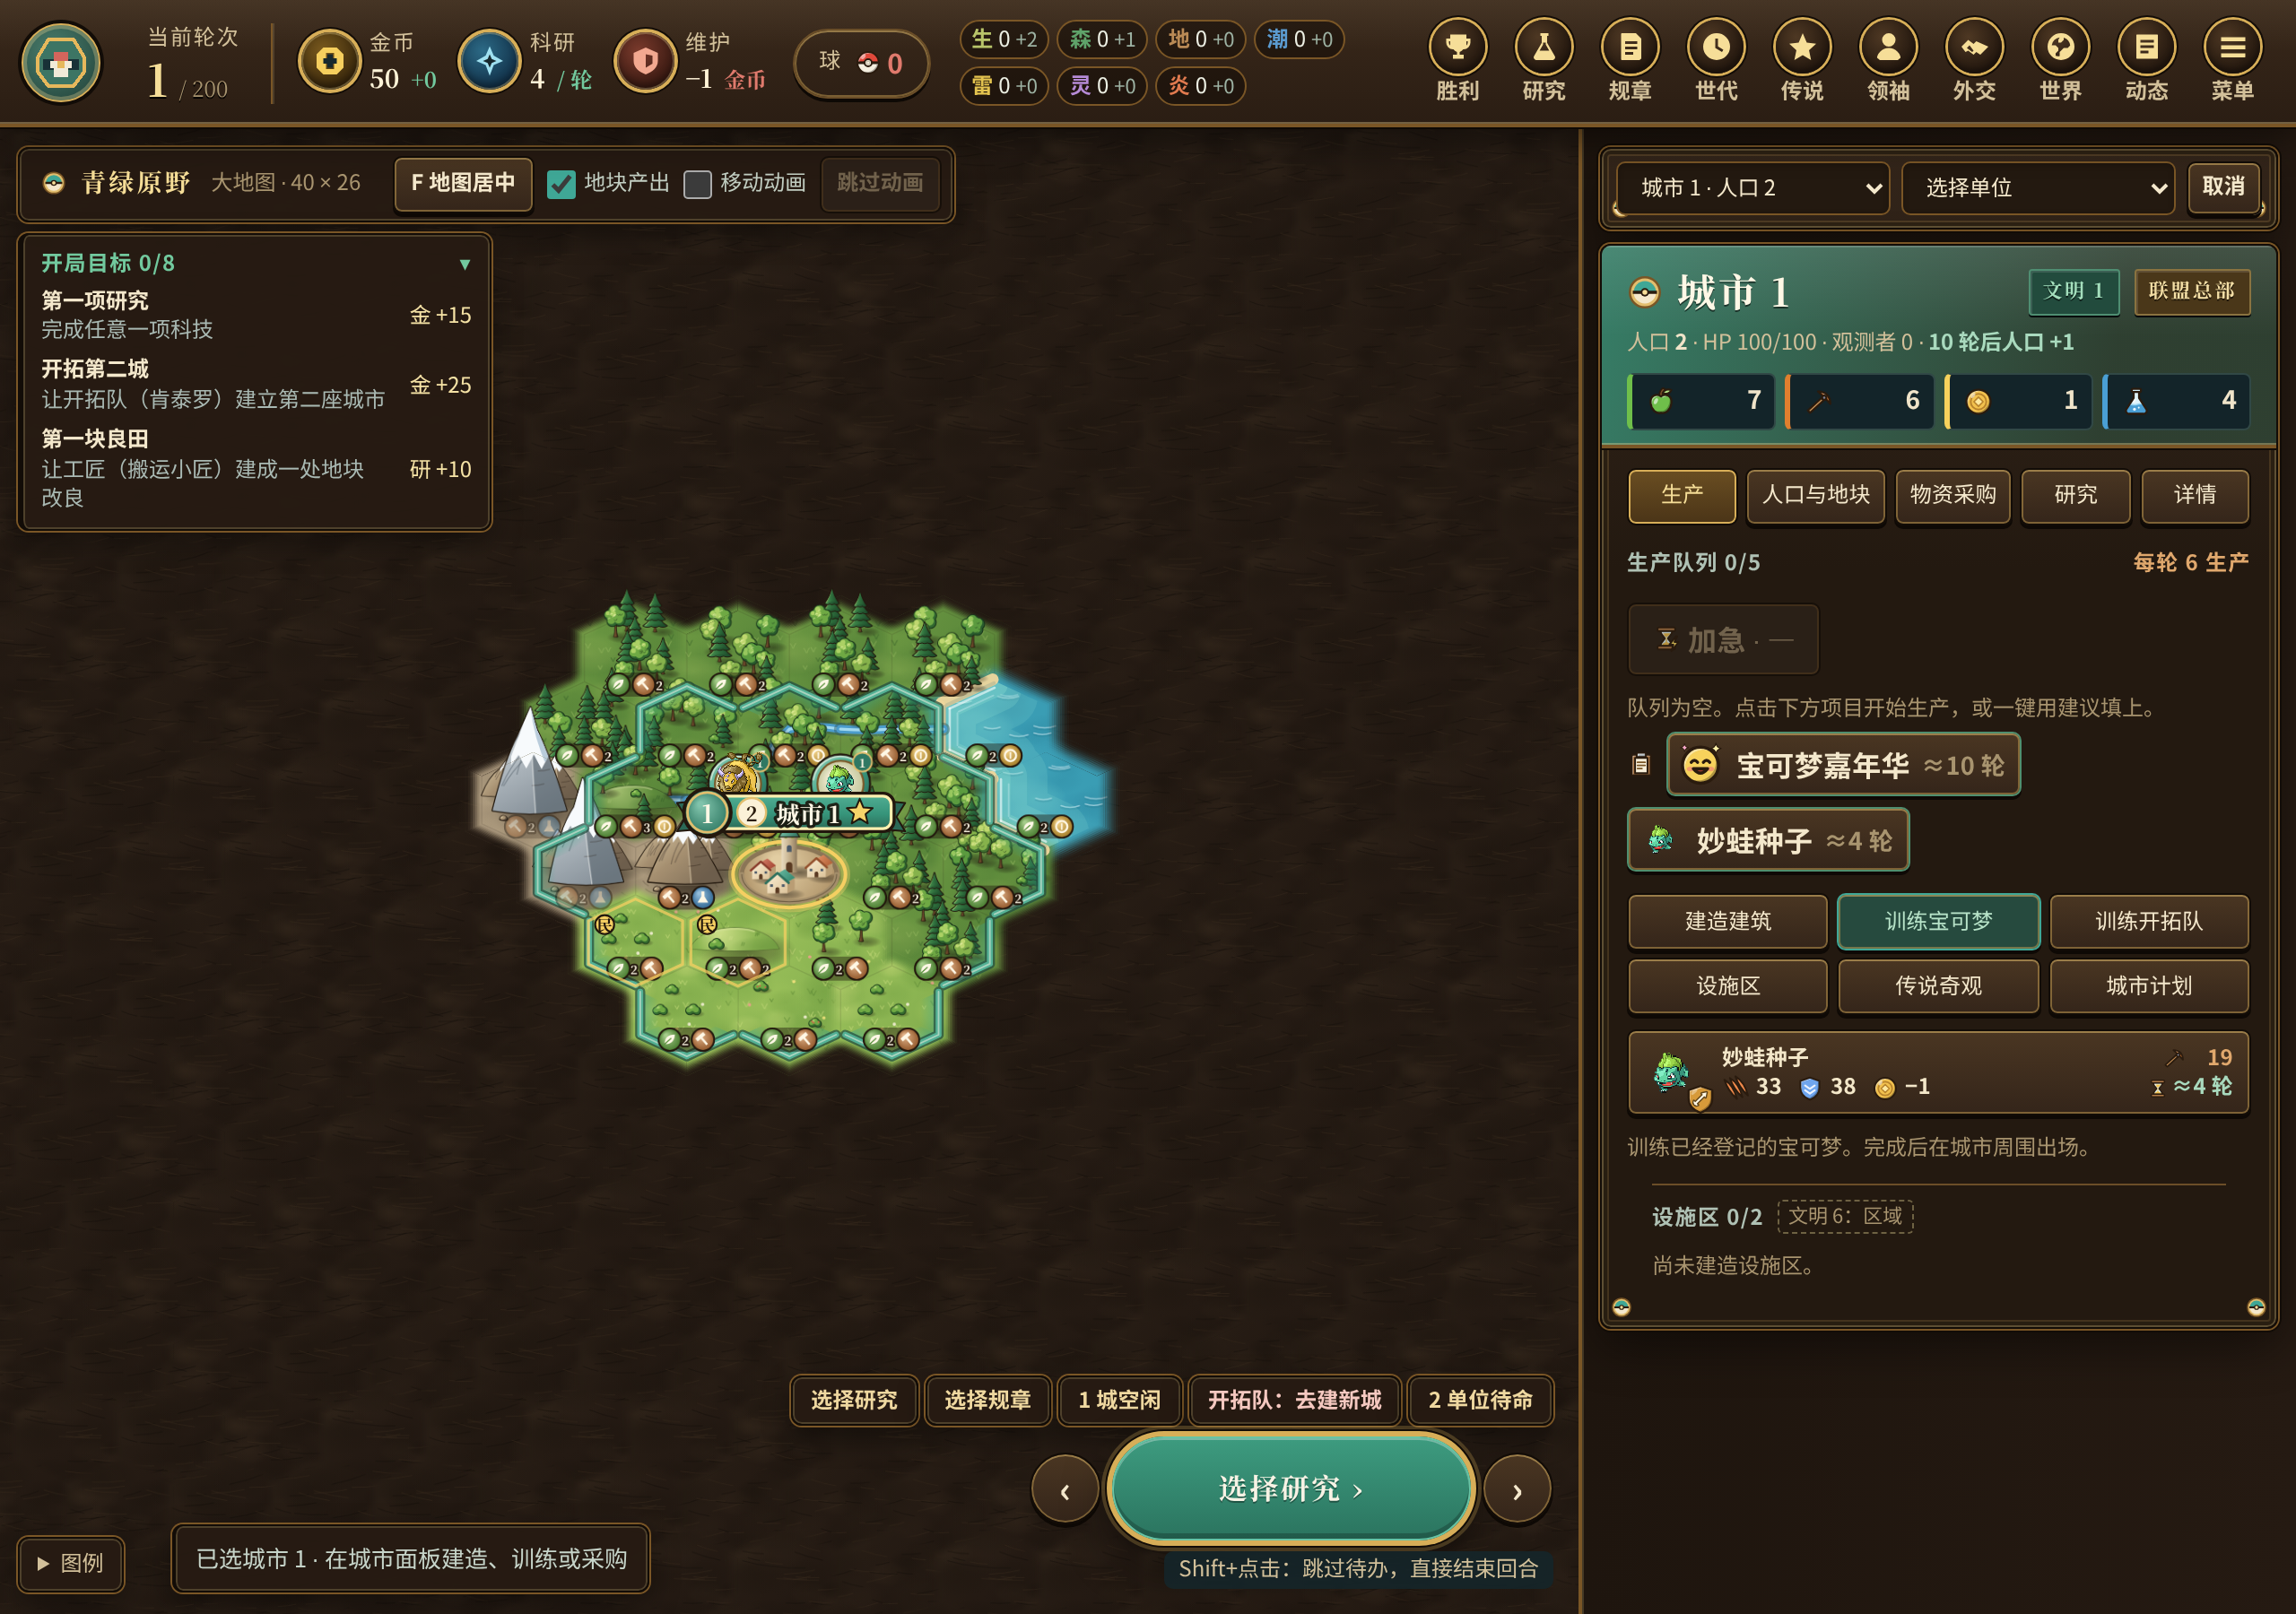 当前轮次
1 / 200
金币
50 +0
科研
4 / 轮
维护
−1 金币
球 0
生 0 +2
森 0 +1
地 0 +0
潮 0 +0
雷 0 +0
灵 0 +0
炎 0 +0
胜利
研究
规章
世代
传说
领袖
外交
世界
动态
菜单
青绿原野 大地图 · 40 × 26
F 地图居中
地块产出
移动动画
跳过动画
开局目标 0/8 ▼
第一项研究
完成任意一项科技
金 +15
开拓第二城
让开拓队（肯泰罗）建立第二座城市
金 +25
第一块良田
让工匠（搬运小匠）建成一处地块
改良
研 +10
1 2 城市 1
民
民
选择研究
选择规章
1 城空闲
开拓队：去建新城
2 单位待命
‹
选择研究 ›
›
Shift+点击：跳过待办，直接结束回合
▶ 图例
已选城市 1 · 在城市面板建造、训练或采购
城市 1 · 人口 2
选择单位
取消
城市 1
文明 1
联盟总部
人口 2 · HP 100/100 · 观测者 0 · 10 轮后人口 +1
7
6
1
4
生产
人口与地块
物资采购
研究
详情
生产队列 0/5
每轮 6 生产
加急 · —
队列为空。点击下方项目开始生产，或一键用建议填上。
宝可梦嘉年华 ≈10 轮
妙蛙种子 ≈4 轮
建造建筑
训练宝可梦
训练开拓队
设施区
传说奇观
城市计划
妙蛙种子
19
33 38 −1
≈4 轮
训练已经登记的宝可梦。完成后在城市周围出场。
设施区 0/2
文明 6：区域
尚未建造设施区。